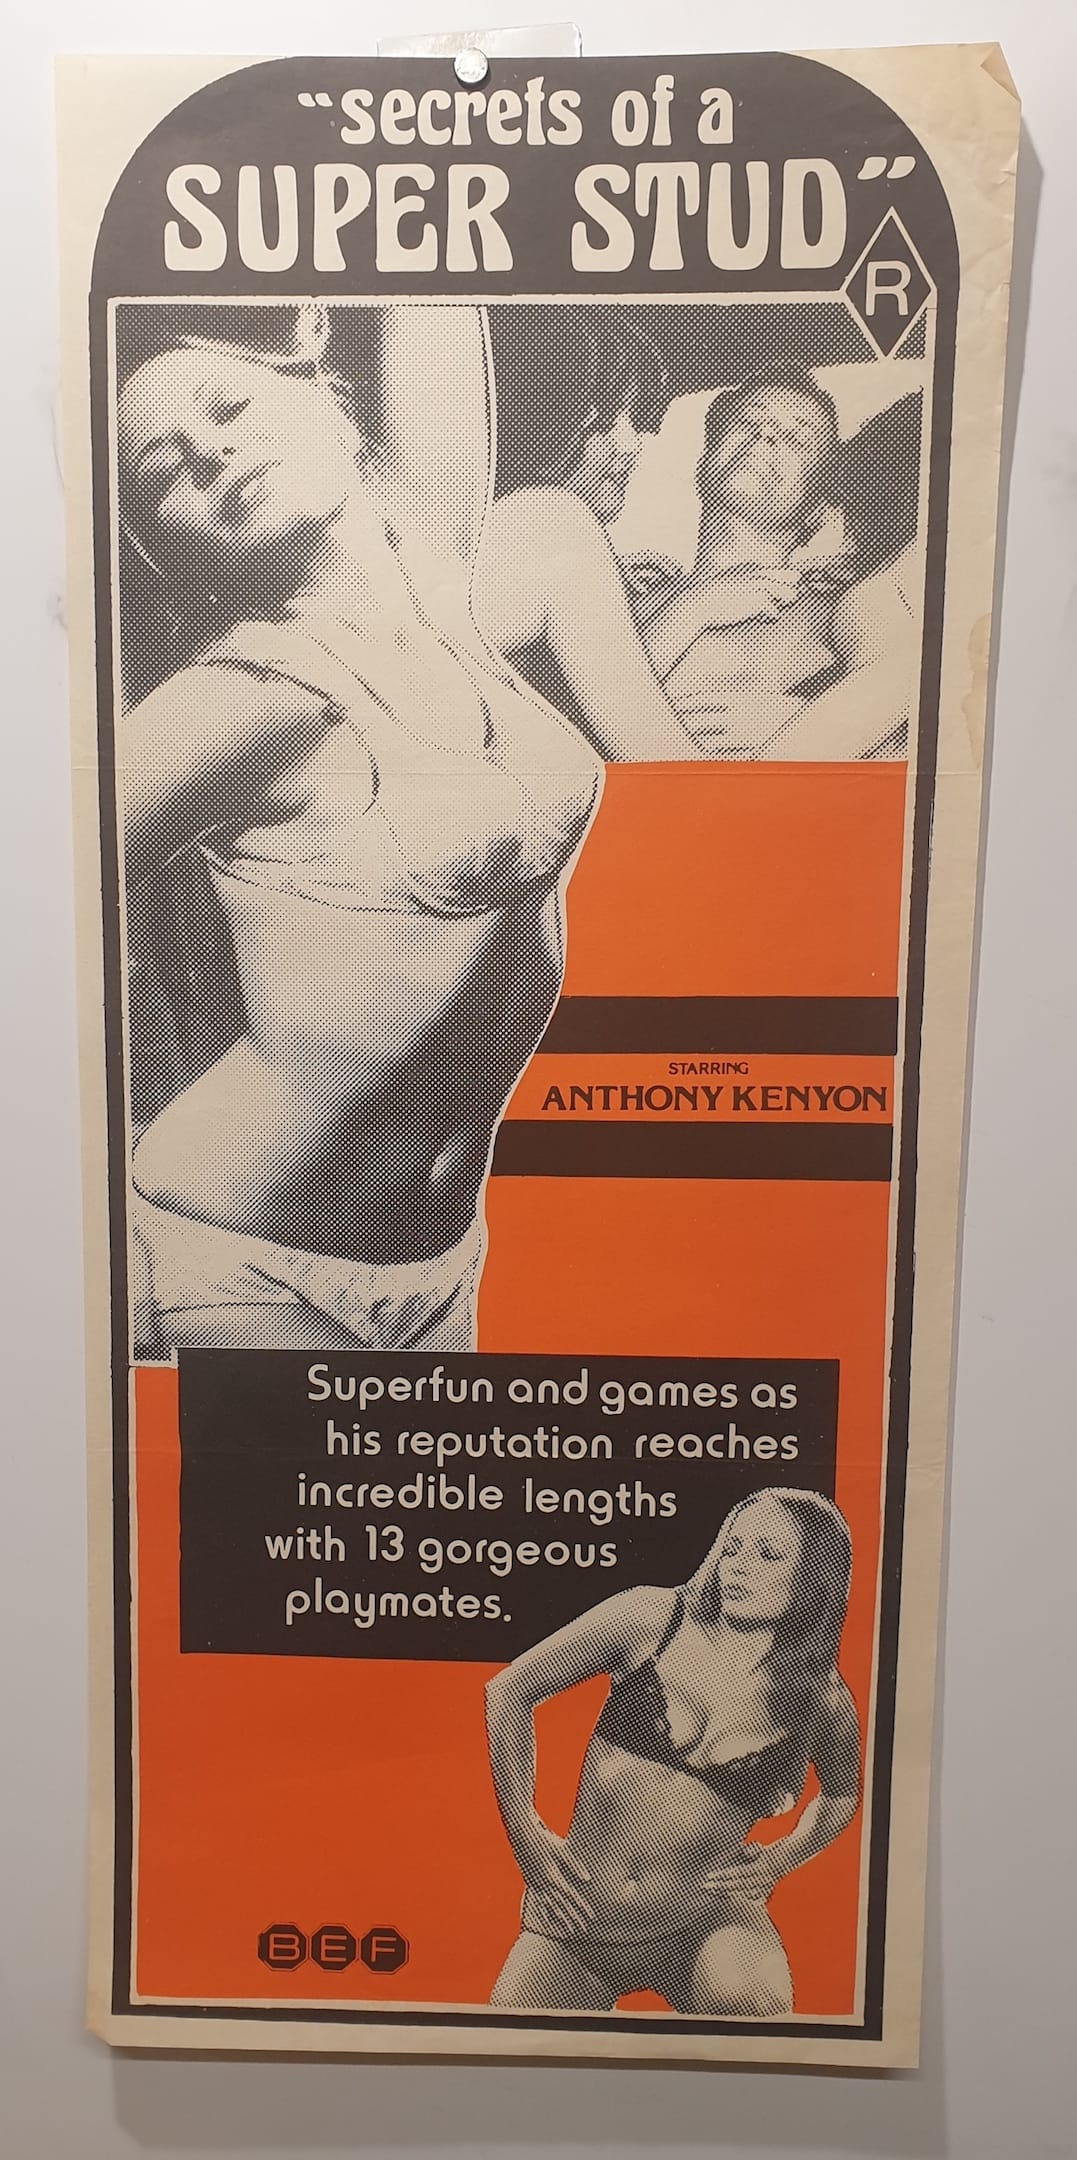 “secrets of a
SUPER STUD”
R
STARRING
ANTHONY KENYON
Superfun and games as
his reputation reaches
incredible lengths
with 13 gorgeous
playmates.
BEF